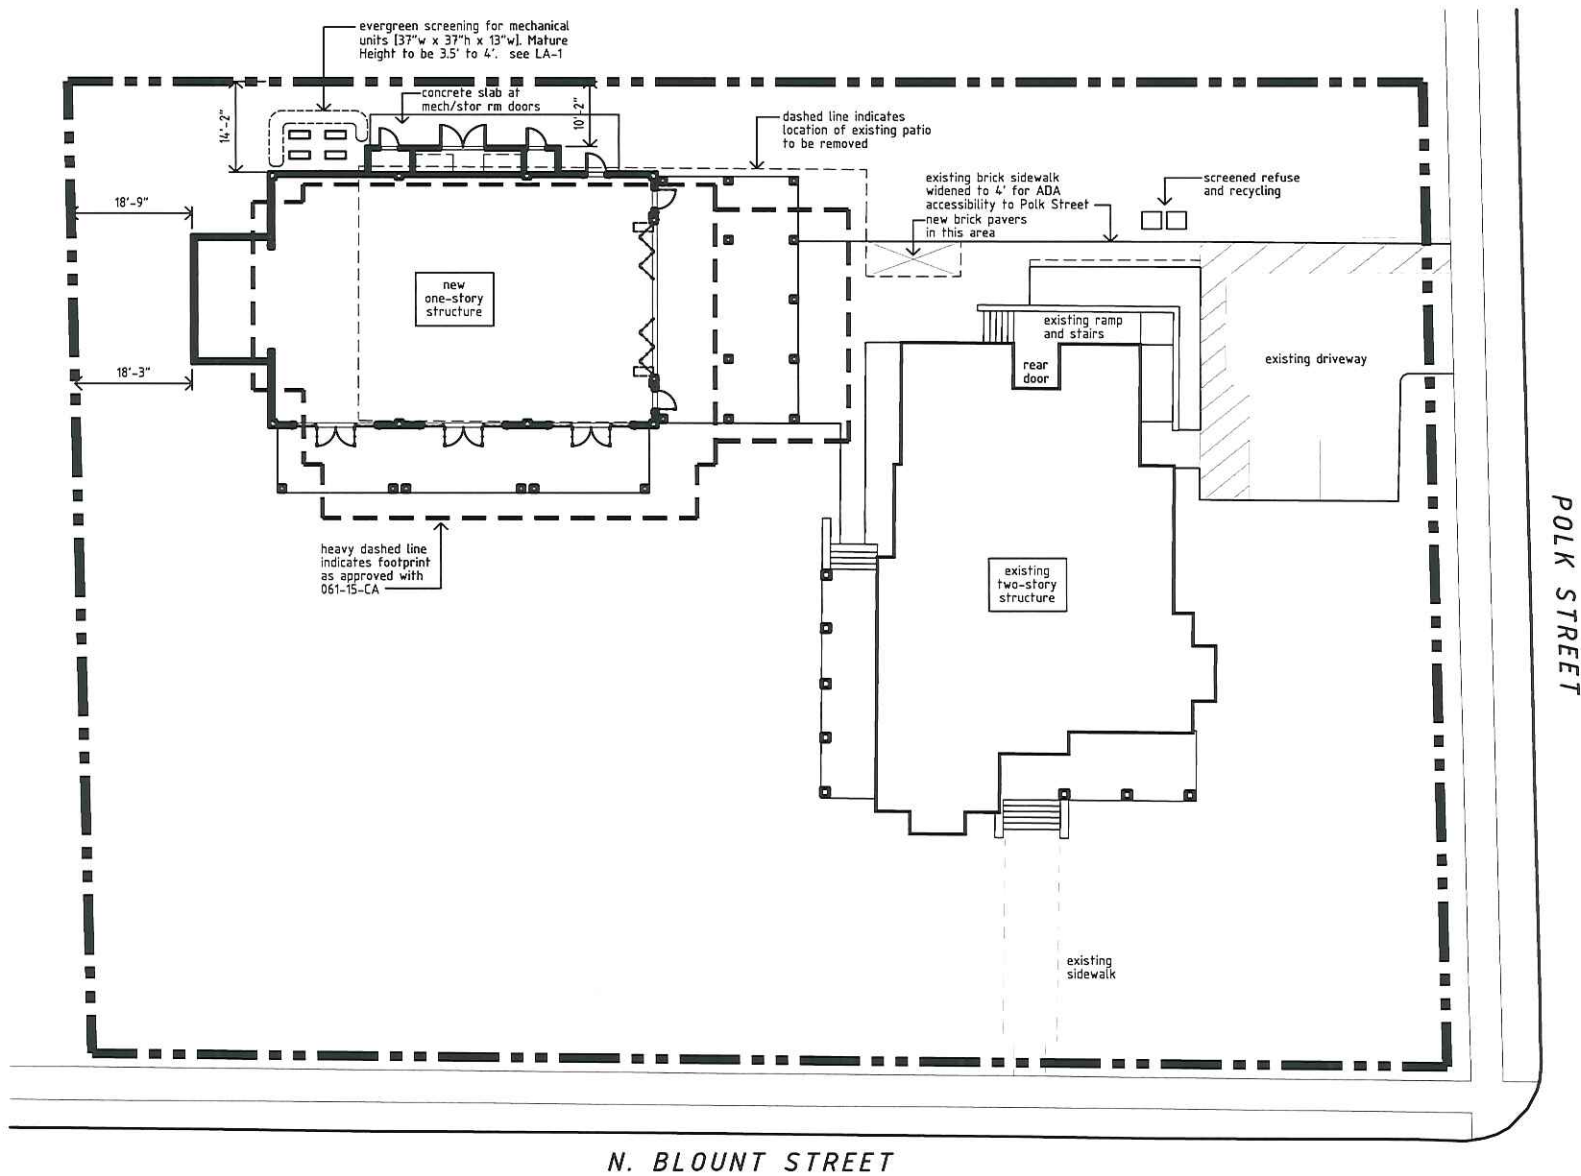 evergreen screening for mechanical
units [37"w x 37"h x 13"w]. Mature
Height to be 3.5' to 4'. see LA-1
concrete slab at
mech/stor rm doors
14'-2"
10'-2"
dashed line indicates
location of existing patio
to be removed
existing brick sidewalk
widened to 4' for ADA
accessibility to Polk Street
new brick pavers
in this area
screened refuse
and recycling
18'-9"
new
one-story
structure
existing ramp
and stairs
rear
door
existing driveway
18'-3"
heavy dashed line
indicates footprint
as approved with
061-15-CA
existing
two-story
structure
POLK STREET
existing
sidewalk
N. BLOUNT STREET